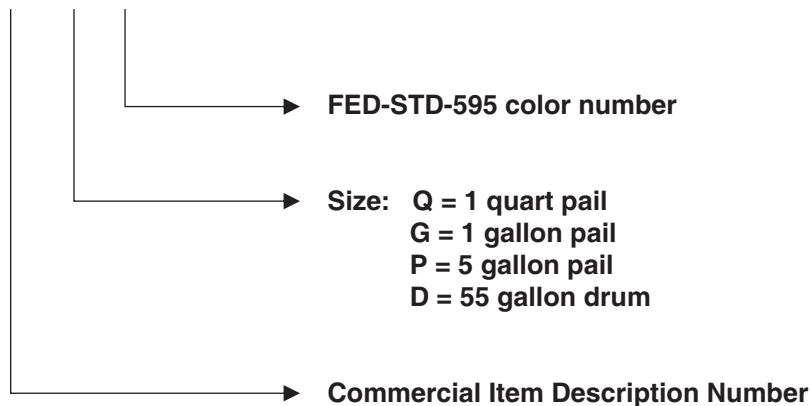 FED-STD-595 color number
Size: Q = 1 quart pail
G = 1 gallon pail
P = 5 gallon pail
D = 55 gallon drum
Commercial Item Description Number